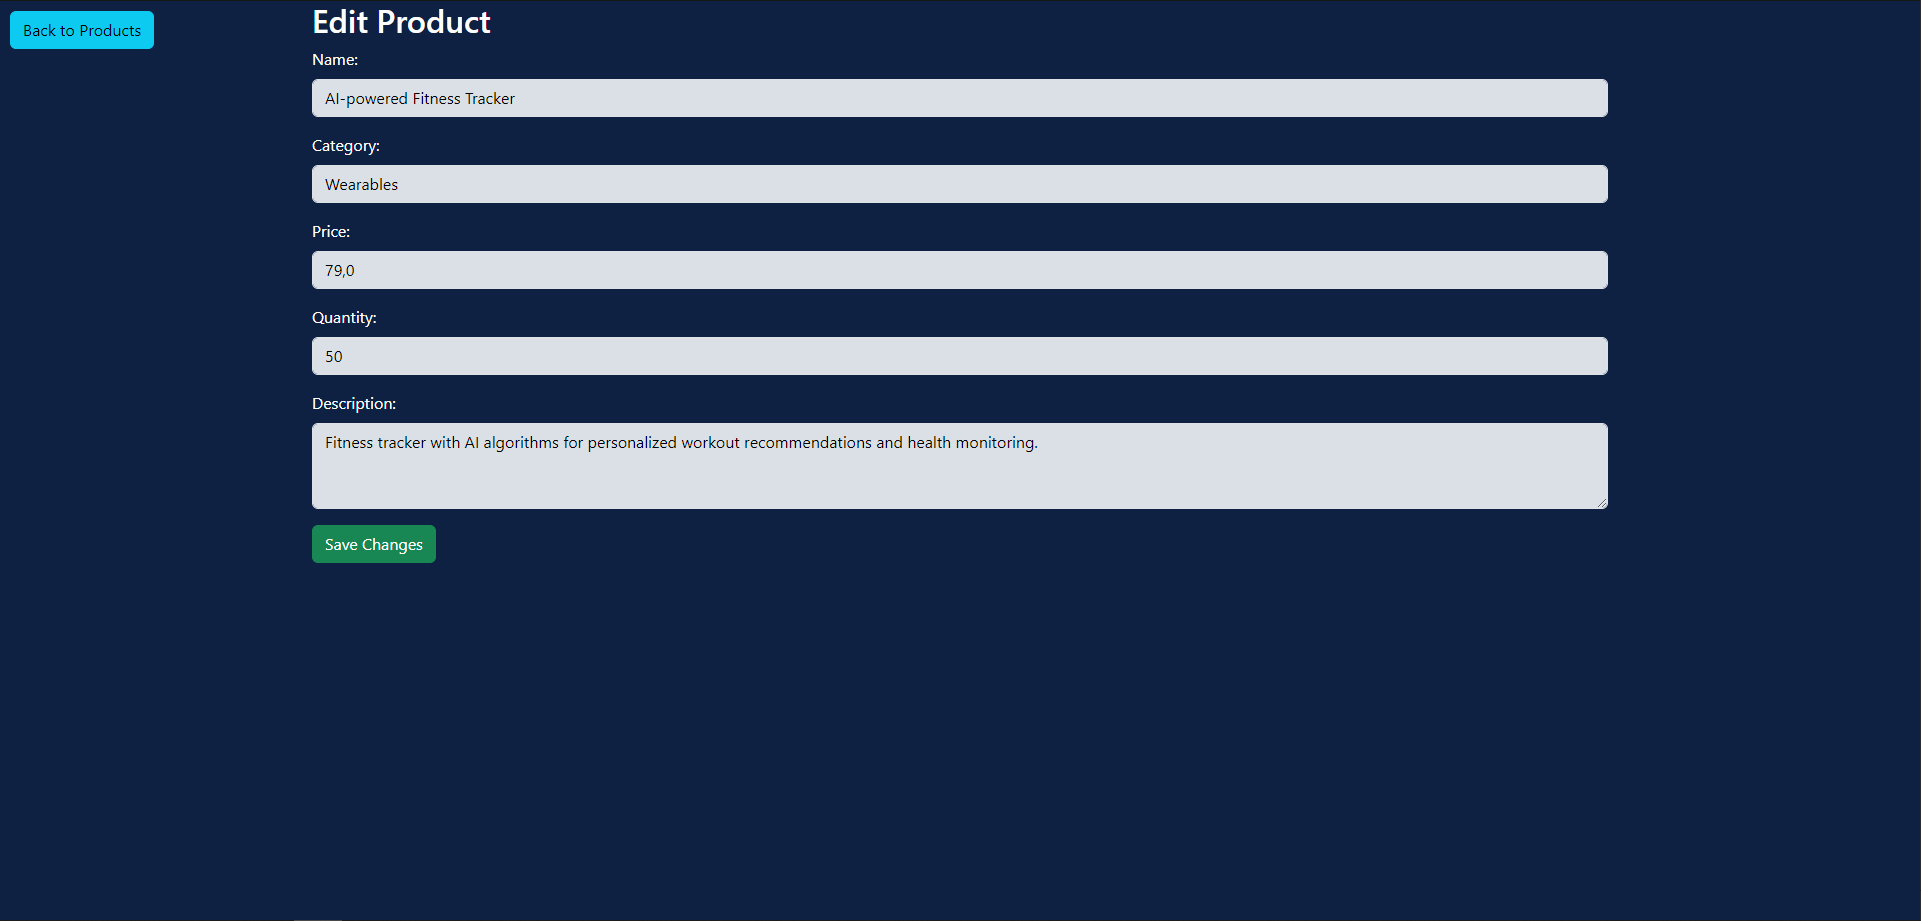 Back to Products
Edit Product
Name:
AI-powered Fitness Tracker
Category:
Wearables
Price:
79,0
Quantity:
50
Description:
Fitness tracker with AI algorithms for personalized workout recommendations and health monitoring.
Save Changes